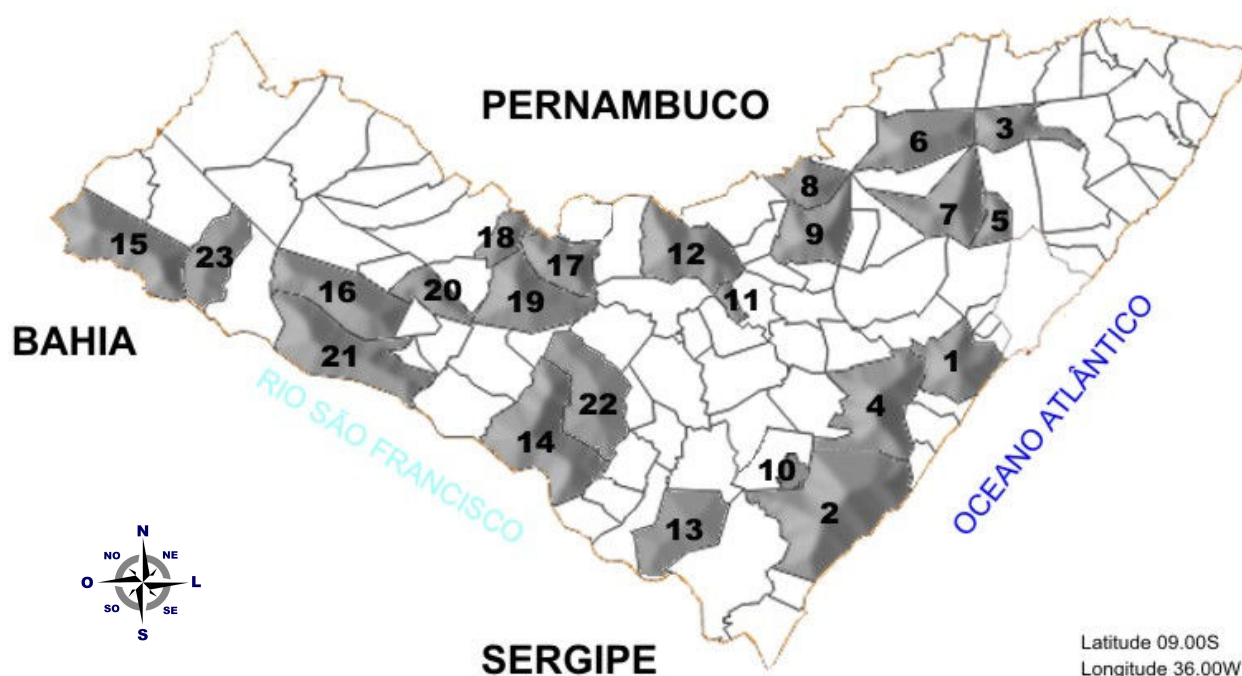 PERNAMBUCO
6
3
8
7
5
9
15
23
18
17
12
16
20
19
11
BAHIA
21
1
RIO SÃO FRANCISCO
22
4
14
10
OCEANO ATLÂNTICO
2
13
N
NO
NE
O
L
SO
SE
S
SERGIPE
Latitude 09.00S
Longitude 36.00W